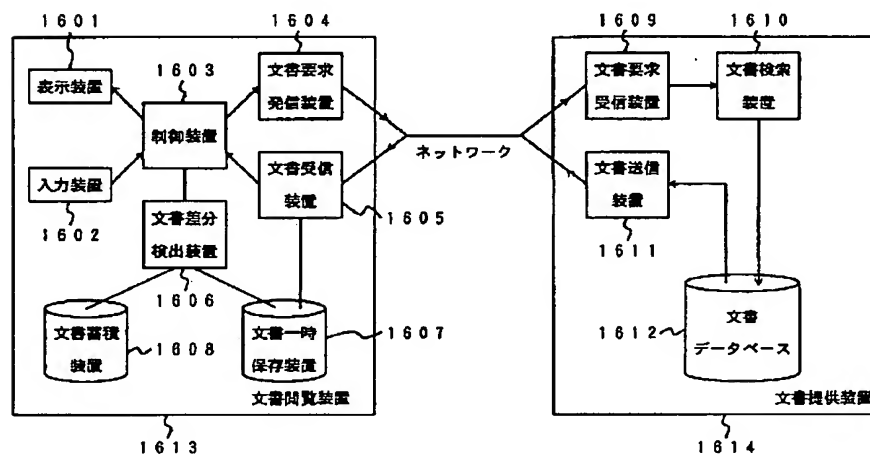 1601
1604
1609
1610
1603
表示装置
文書要求
発信装置
制御装置
文書要求
受信装置
文書検索
装置
ネットワーク
入力装置
文書受信
装置
文書送信
装置
1602
文書差分
検出装置
1605
1611
1606
文書蓄積
装置
1608
文書一時
保存装置
1607
1612
文書
データベース
文書閲覧装置
文書提供装置
1613
1614